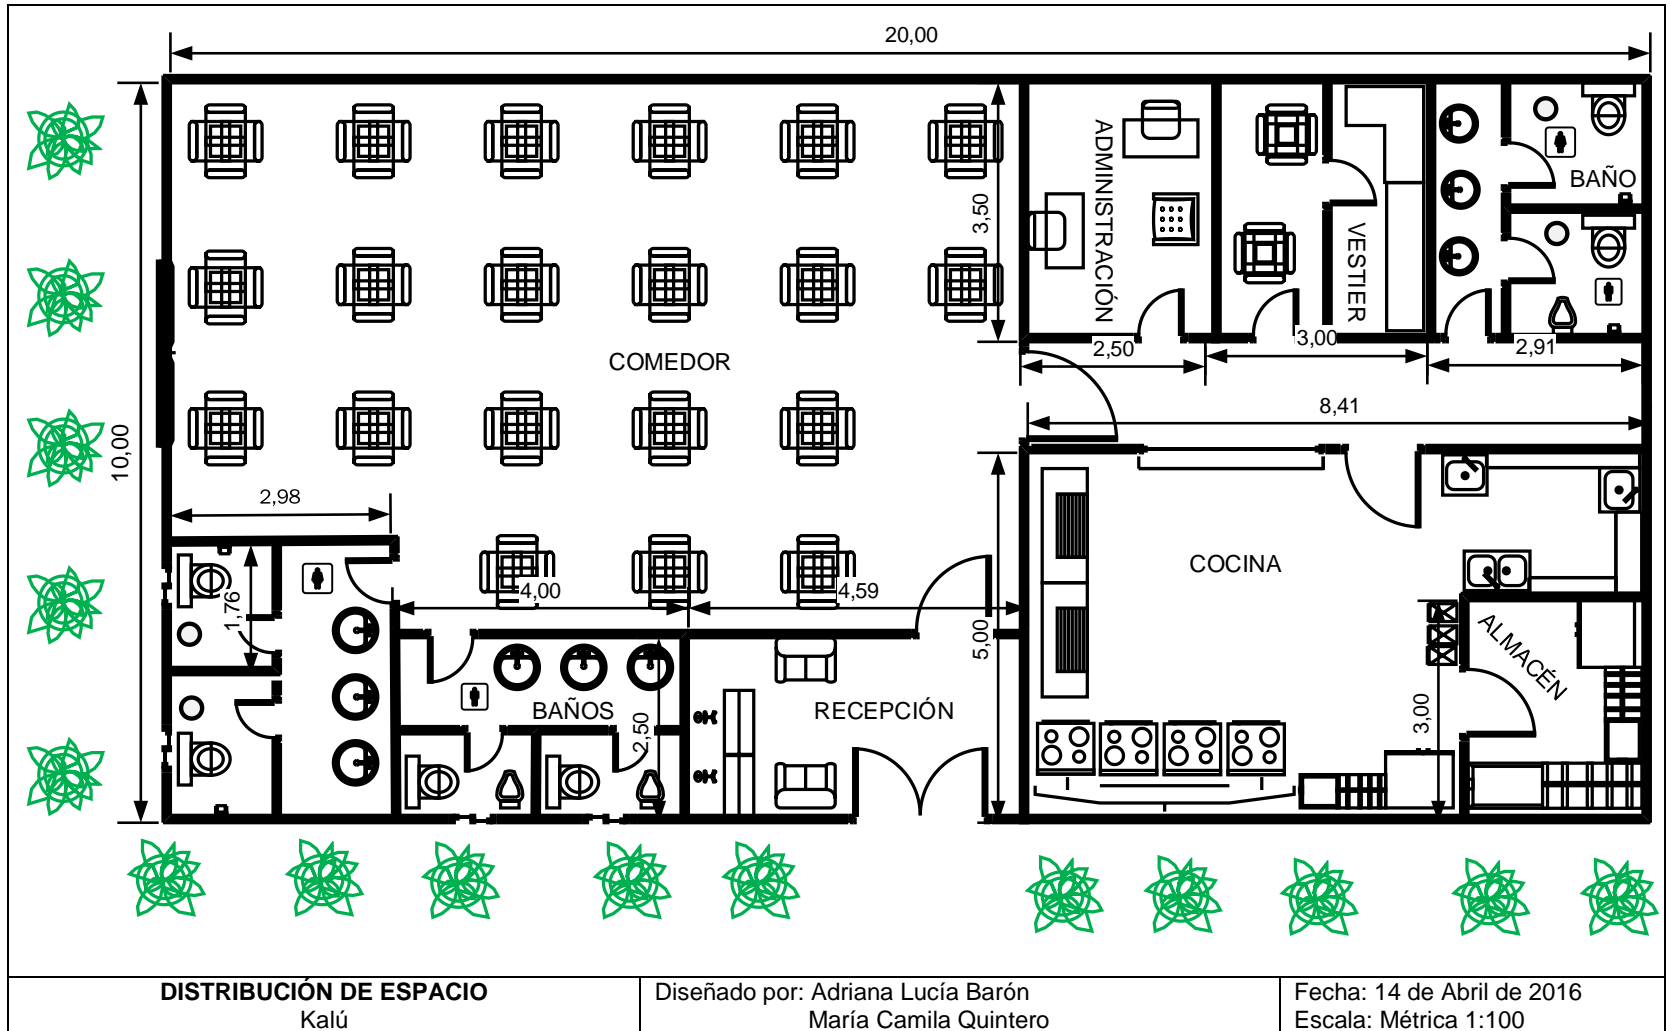 20,00
10,00
3,50
ADMINISTRACIÓN
VESTIER
BAÑO
COMEDOR
2,50
3,00
2,91
8,41
2,98
COCINA
1,76
4,00
4,59
5,00
ALMACÉN
BAÑOS
2,50
RECEPCIÓN
3,00
DISTRIBUCIÓN DE ESPACIO
Kalú
Diseñado por: Adriana Lucía Barón
María Camila Quintero
Fecha: 14 de Abril de 2016
Escala: Métrica 1:100